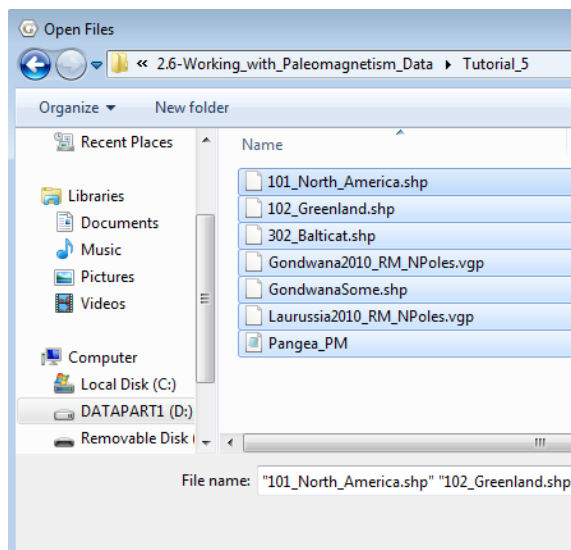 Open Files
« 2.6-Working_with_Paleomagnetism_Data Tutorial_5
Organize New folder
Recent Places
Libraries
Documents
Music
Pictures
Videos
Computer
Local Disk (C:)
DATAPART1 (D:)
Removable Disk (
Name
101_North_America.shp
102_Greenland.shp
302_Balticat.shp
Gondwana2010_RM_NPoles.vgp
GondwanaSome.shp
Laurussia2010_RM_NPoles.vgp
Pangea_PM
File name: "101_North_America.shp" "102_Greenland.shp